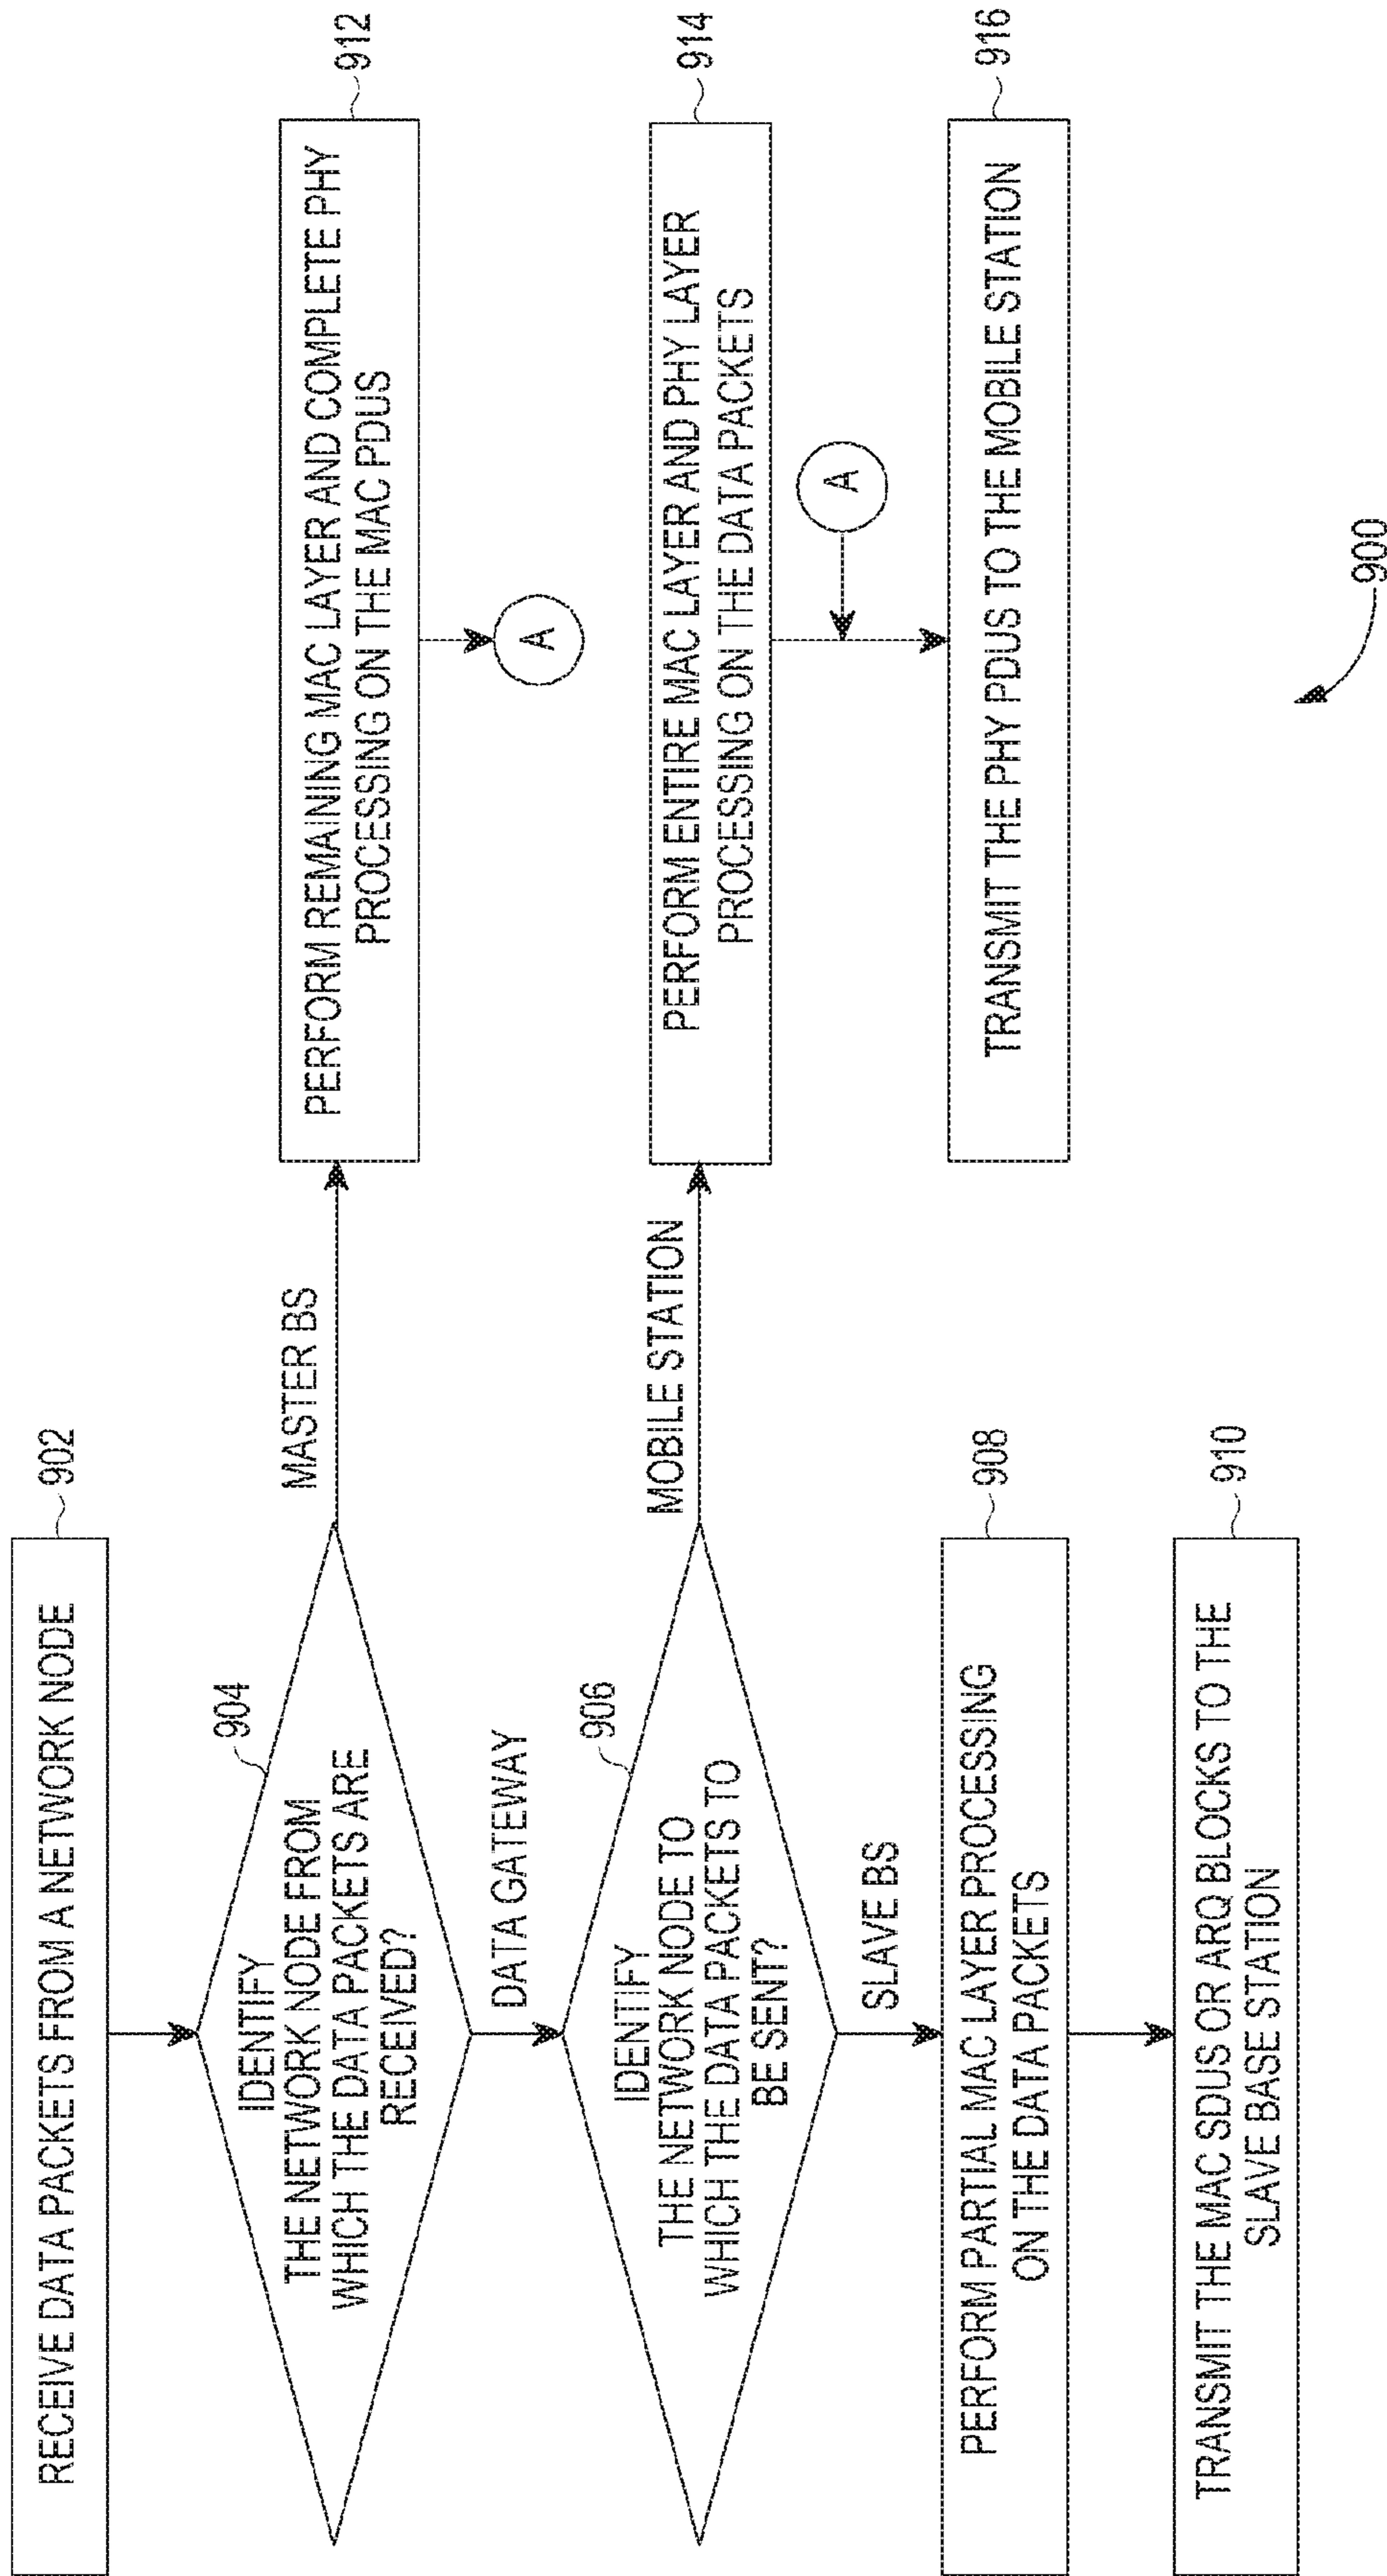 RECEIVE DATA PACKETS FROM A NETWORK NODE
902
IDENTIFY
THE NETWORK NODE FROM
WHICH THE DATA PACKETS ARE
RECEIVED?
904
MASTER BS
PERFORM REMAINING MAC LAYER AND COMPLETE PHY
PROCESSING ON THE MAC PDUS
912
A
DATA GATEWAY
IDENTIFY
THE NETWORK NODE TO
WHICH THE DATA PACKETS TO
BE SENT?
906
MOBILE STATION
PERFORM ENTIRE MAC LAYER AND PHY LAYER
PROCESSING ON THE DATA PACKETS
914
A
SLAVE BS
PERFORM PARTIAL MAC LAYER PROCESSING
ON THE DATA PACKETS
908
TRANSMIT THE PHY PDUS TO THE MOBILE STATION
916
TRANSMIT THE MAC SDUS OR ARQ BLOCKS TO THE
SLAVE BASE STATION
910
900